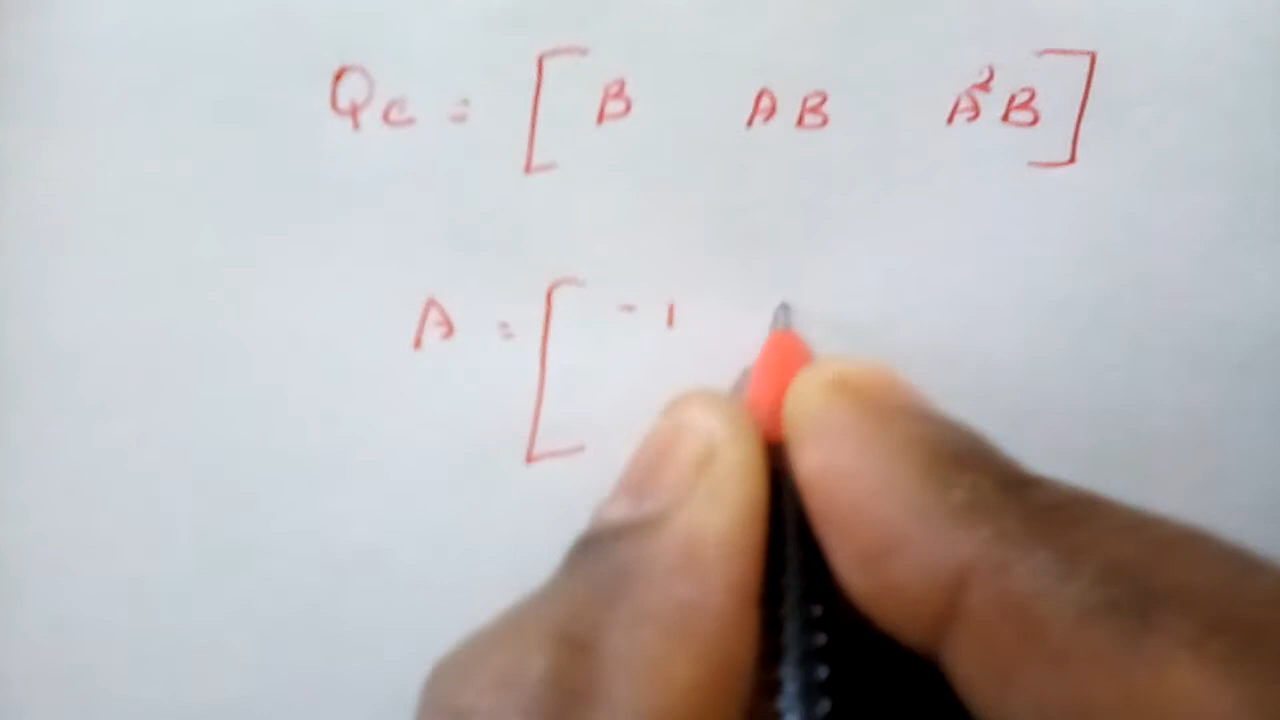 Qc = [ B AB A²B ]
A = [ -1